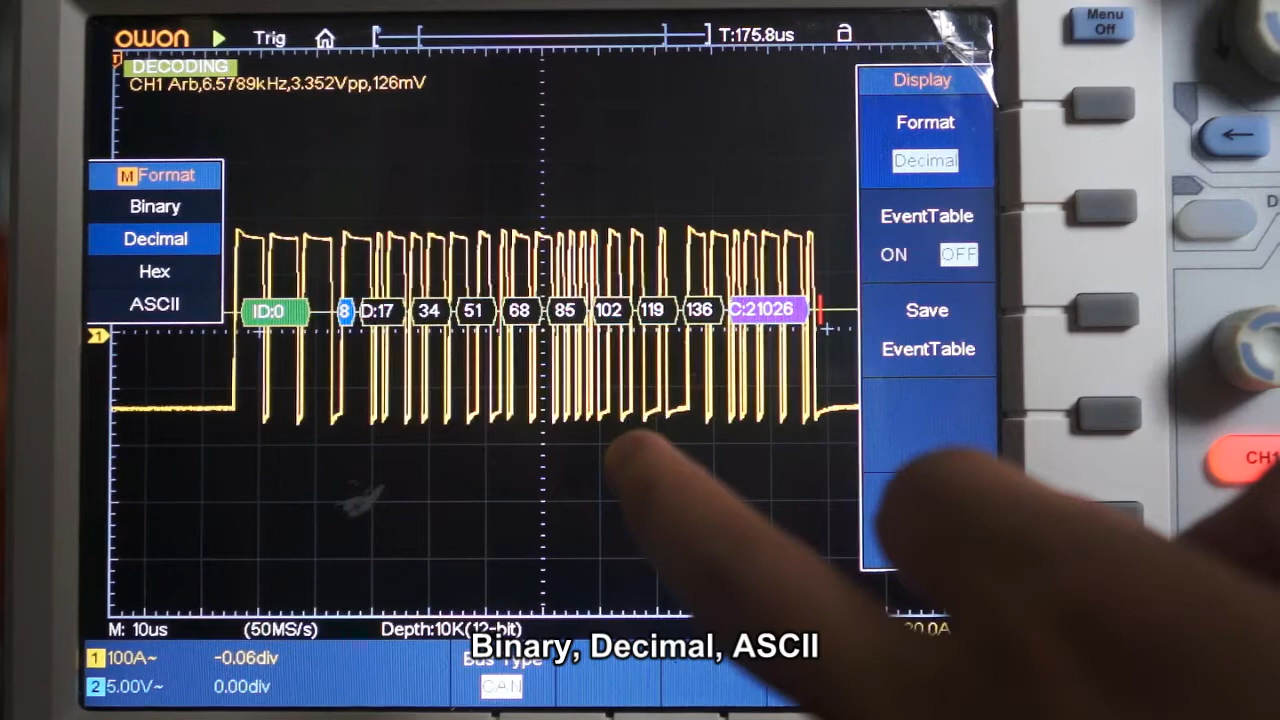 Menu
Off
OWON Trig T:175.8us
DECODING
CH1 Arb,6.5789kHz,3.352Vpp,126mV
Display
Format
Decimal
EventTable
ON OFF
Save
EventTable
M Format
Binary
Decimal
Hex
ASCII
ID:0 8 D:17 34 51 68 85 102 119 136 C:21026
1
CH1
M: 10us (50MS/s) Depth:10K(12-bit)
Binary, Decimal, ASCII
1 100A~ -0.06div
Bus Type
2 5.00V~ 0.00div
CAN